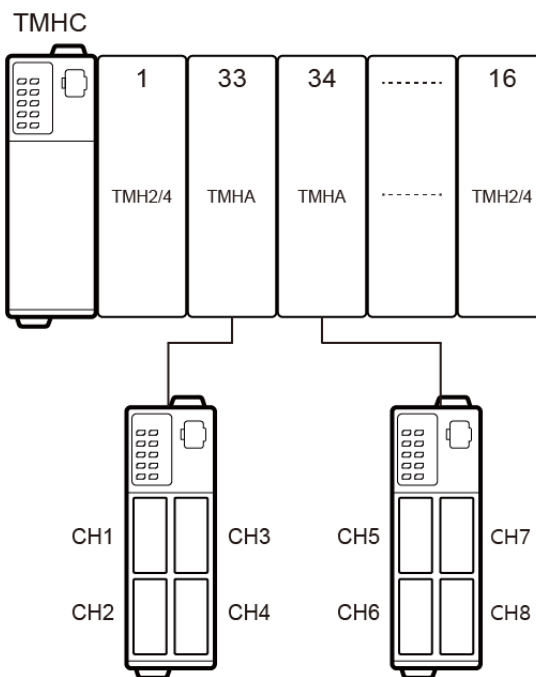 TMHC
1 33 34 16
TMH2/4 TMHA TMHA TMH2/4
CH1 CH3 CH5 CH7
CH2 CH4 CH6 CH8